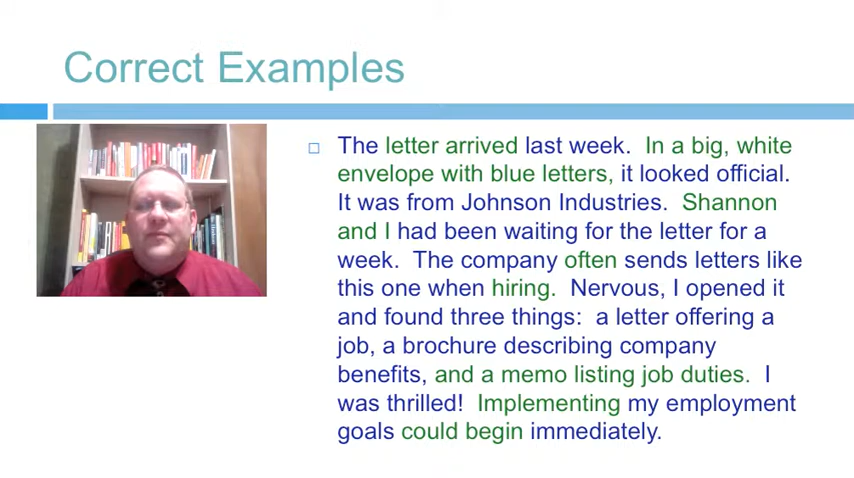 Correct Examples
The letter arrived last week.  In a big, white
envelope with blue letters, it looked official.
It was from Johnson Industries.  Shannon
and I had been waiting for the letter for a
week.  The company often sends letters like
this one when hiring.  Nervous, I opened it
and found three things:  a letter offering a
job, a brochure describing company
benefits, and a memo listing job duties.  I
was thrilled!  Implementing my employment
goals could begin immediately.